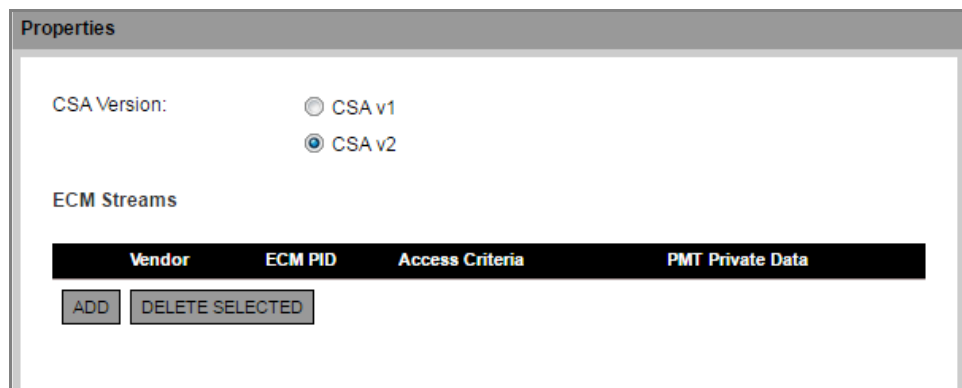 Properties
CSA Version:
CSA v1
CSA v2
ECM Streams
Vendor ECM PID Access Criteria PMT Private Data
ADD DELETE SELECTED